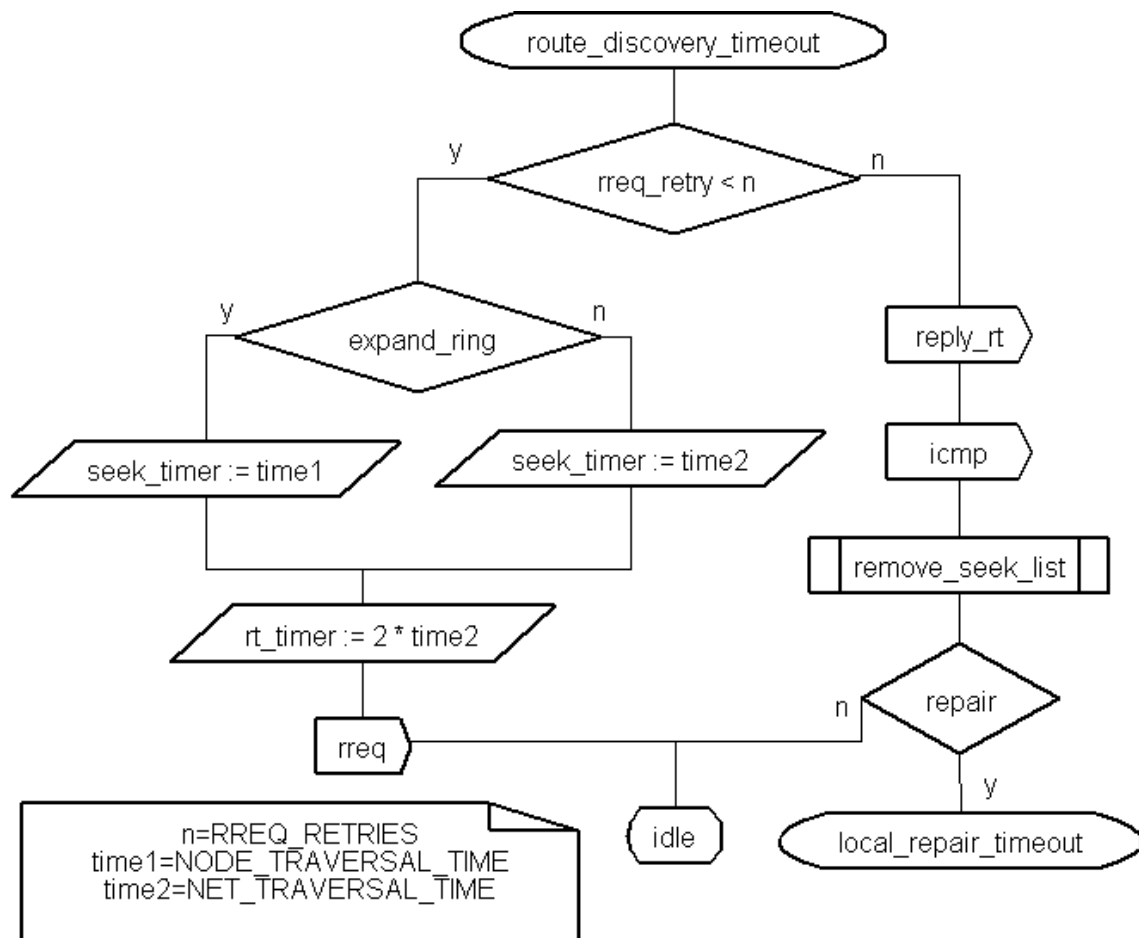 route_discovery_timeout
y
n
rreq_retry < n
y
n
expand_ring
reply_rt
seek_timer := time1
seek_timer := time2
icmp
remove_seek_list
rt_timer := 2 * time2
n
repair
rreq
y
idle
local_repair_timeout
n=RREQ_RETRIES
time1=NODE_TRAVERSAL_TIME
time2=NET_TRAVERSAL_TIME